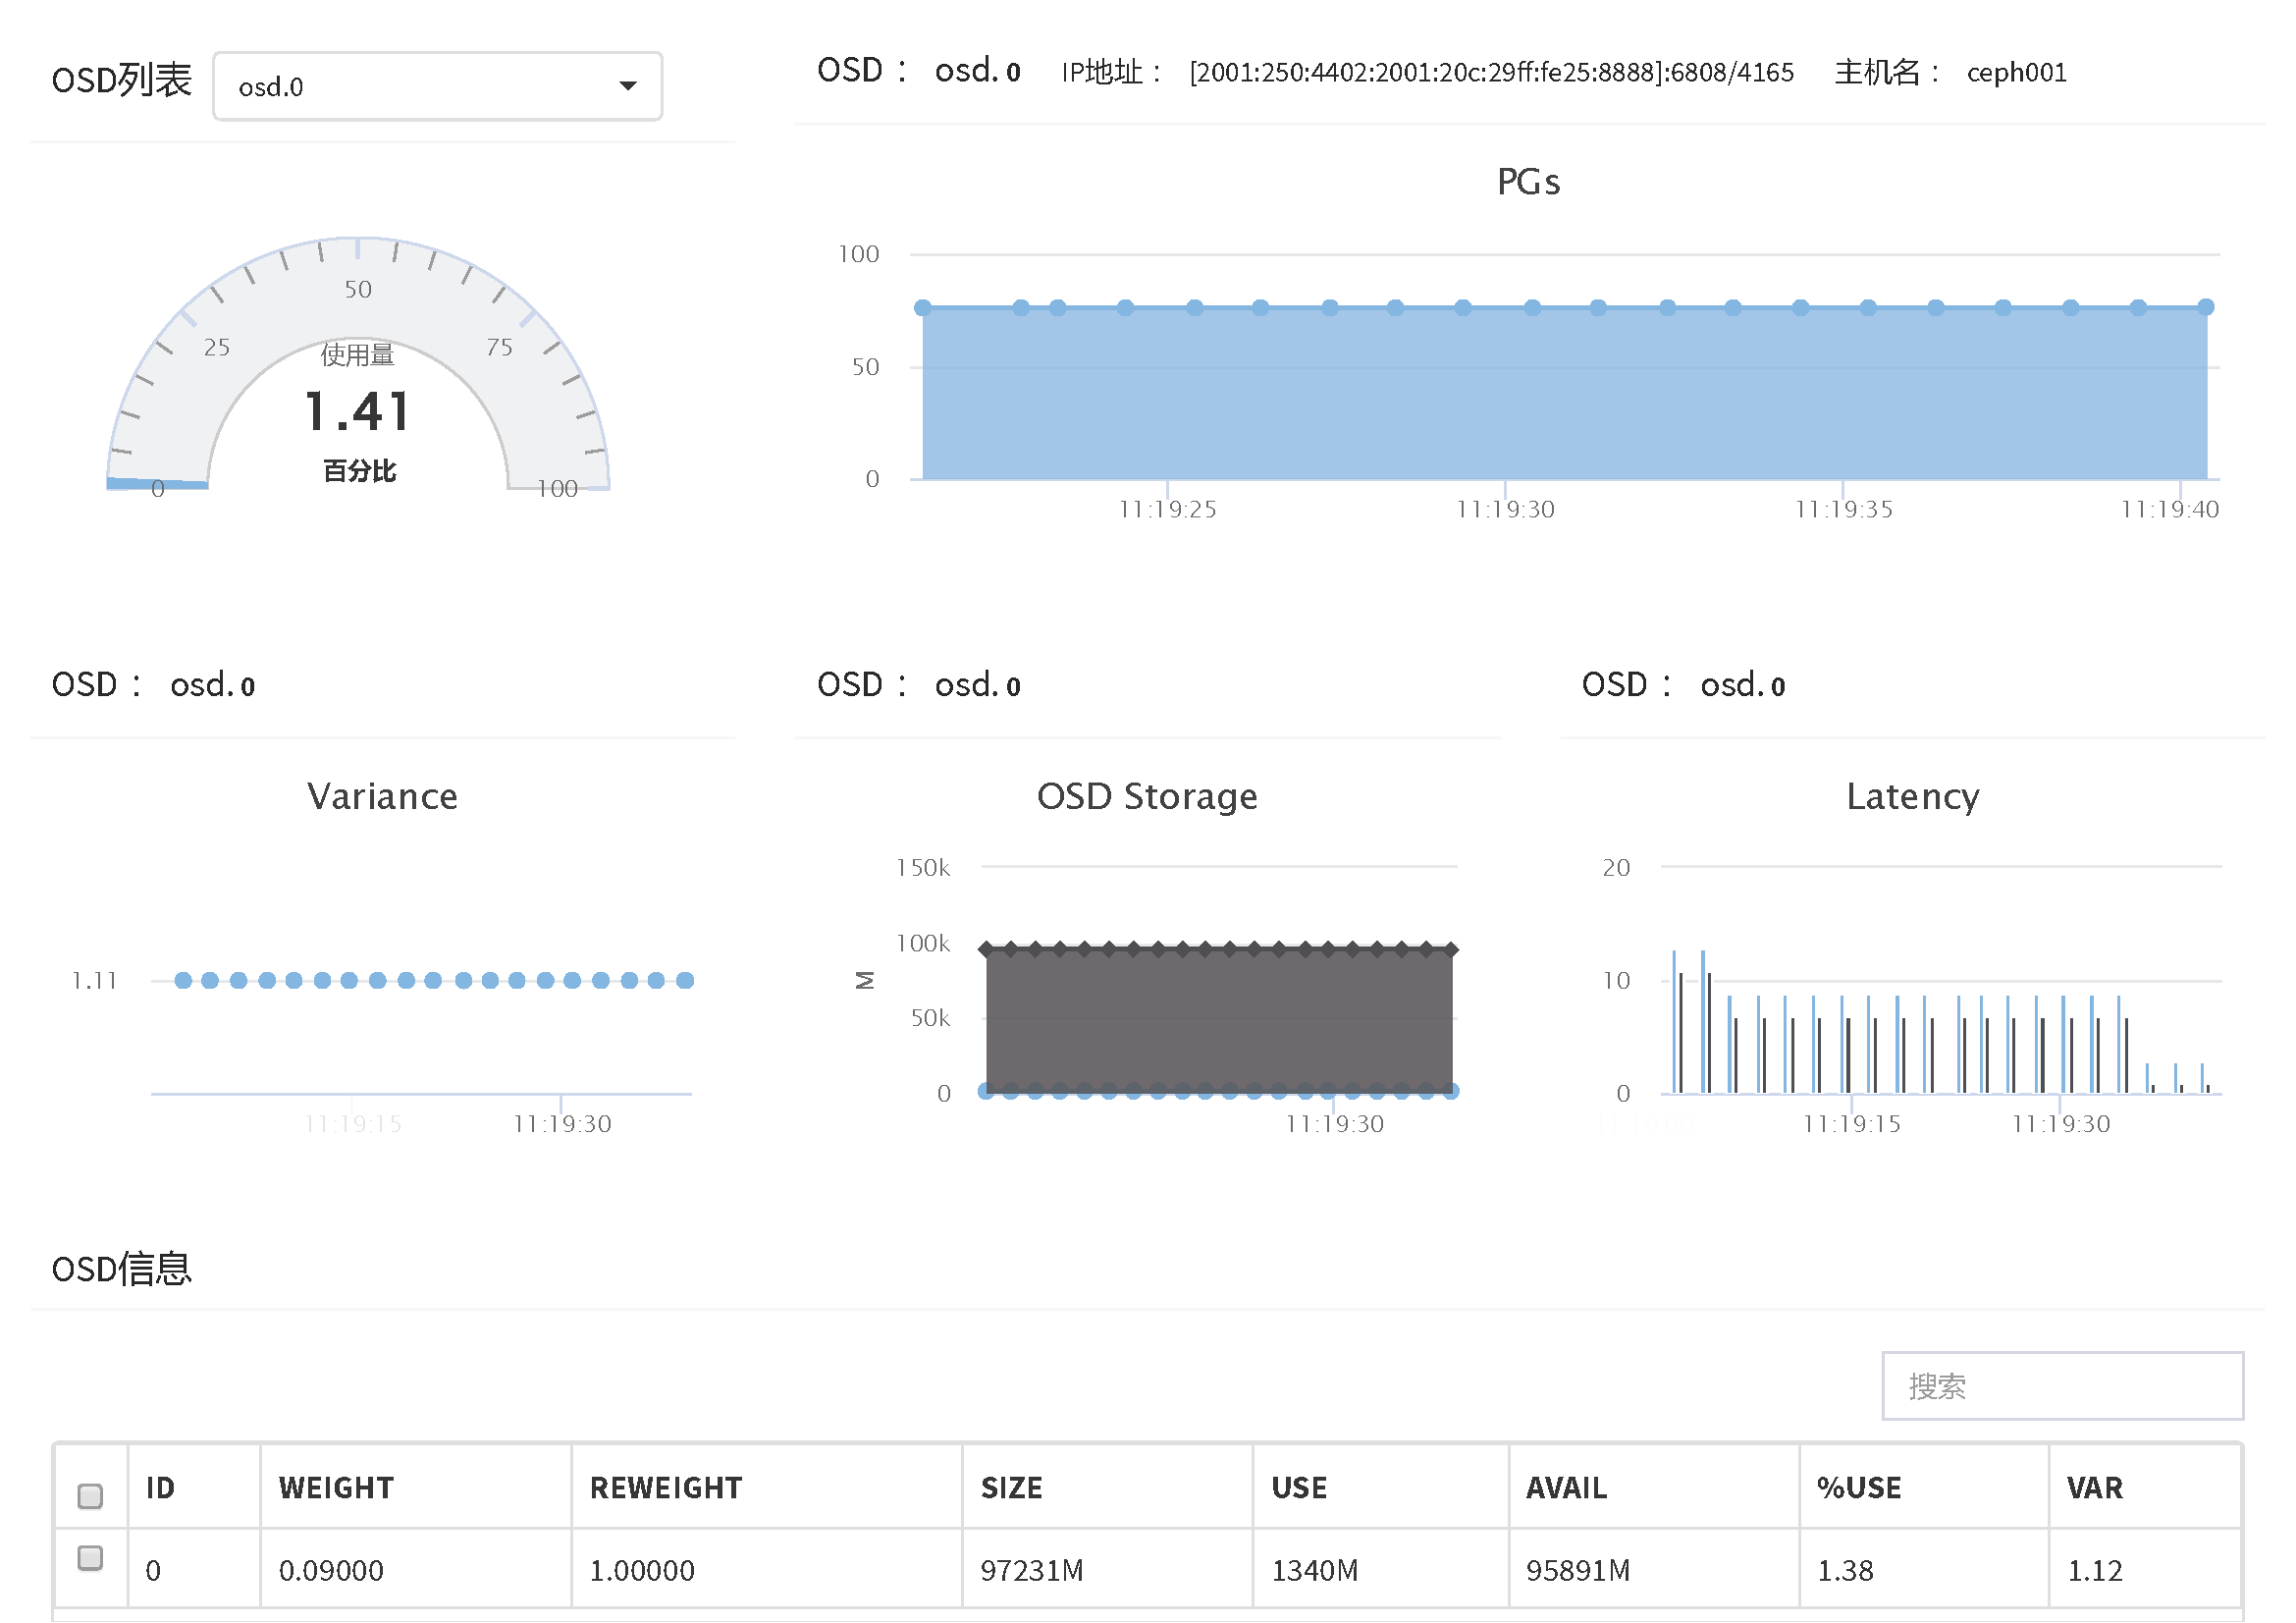 OSD列表 osd.0
OSD： osd. 0 IP地址： [2001:250:4402:2001:20c:29ff:fe25:8888]:6808/4165 主机名： ceph001
50
25
75
使用量
1.41
百分比
0
100
PGs
100
50
0
11:19:25 11:19:30 11:19:35 11:19:40
OSD： osd. 0
Variance
1.11
11:19:15 11:19:30
OSD： osd. 0
OSD Storage
150k
100k
M
50k
0
11:19:30
OSD： osd. 0
Latency
20
10
0
11:19:15 11:19:30
OSD信息
搜索
ID WEIGHT REWEIGHT SIZE USE AVAIL %USE VAR
0 0.09000 1.00000 97231M 1340M 95891M 1.38 1.12